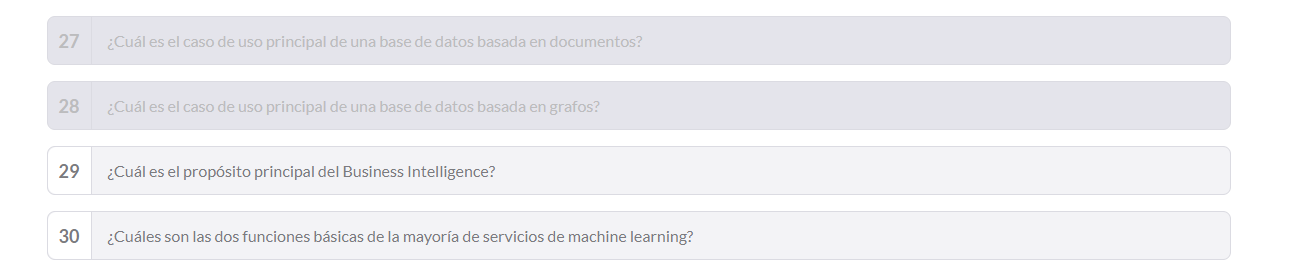 27 ¿Cuál es el caso de uso principal de una base de datos basada en documentos?
28 ¿Cuál es el caso de uso principal de una base de datos basada en grafos?
29 ¿Cuál es el propósito principal del Business Intelligence?
30 ¿Cuáles son las dos funciones básicas de la mayoría de servicios de machine learning?